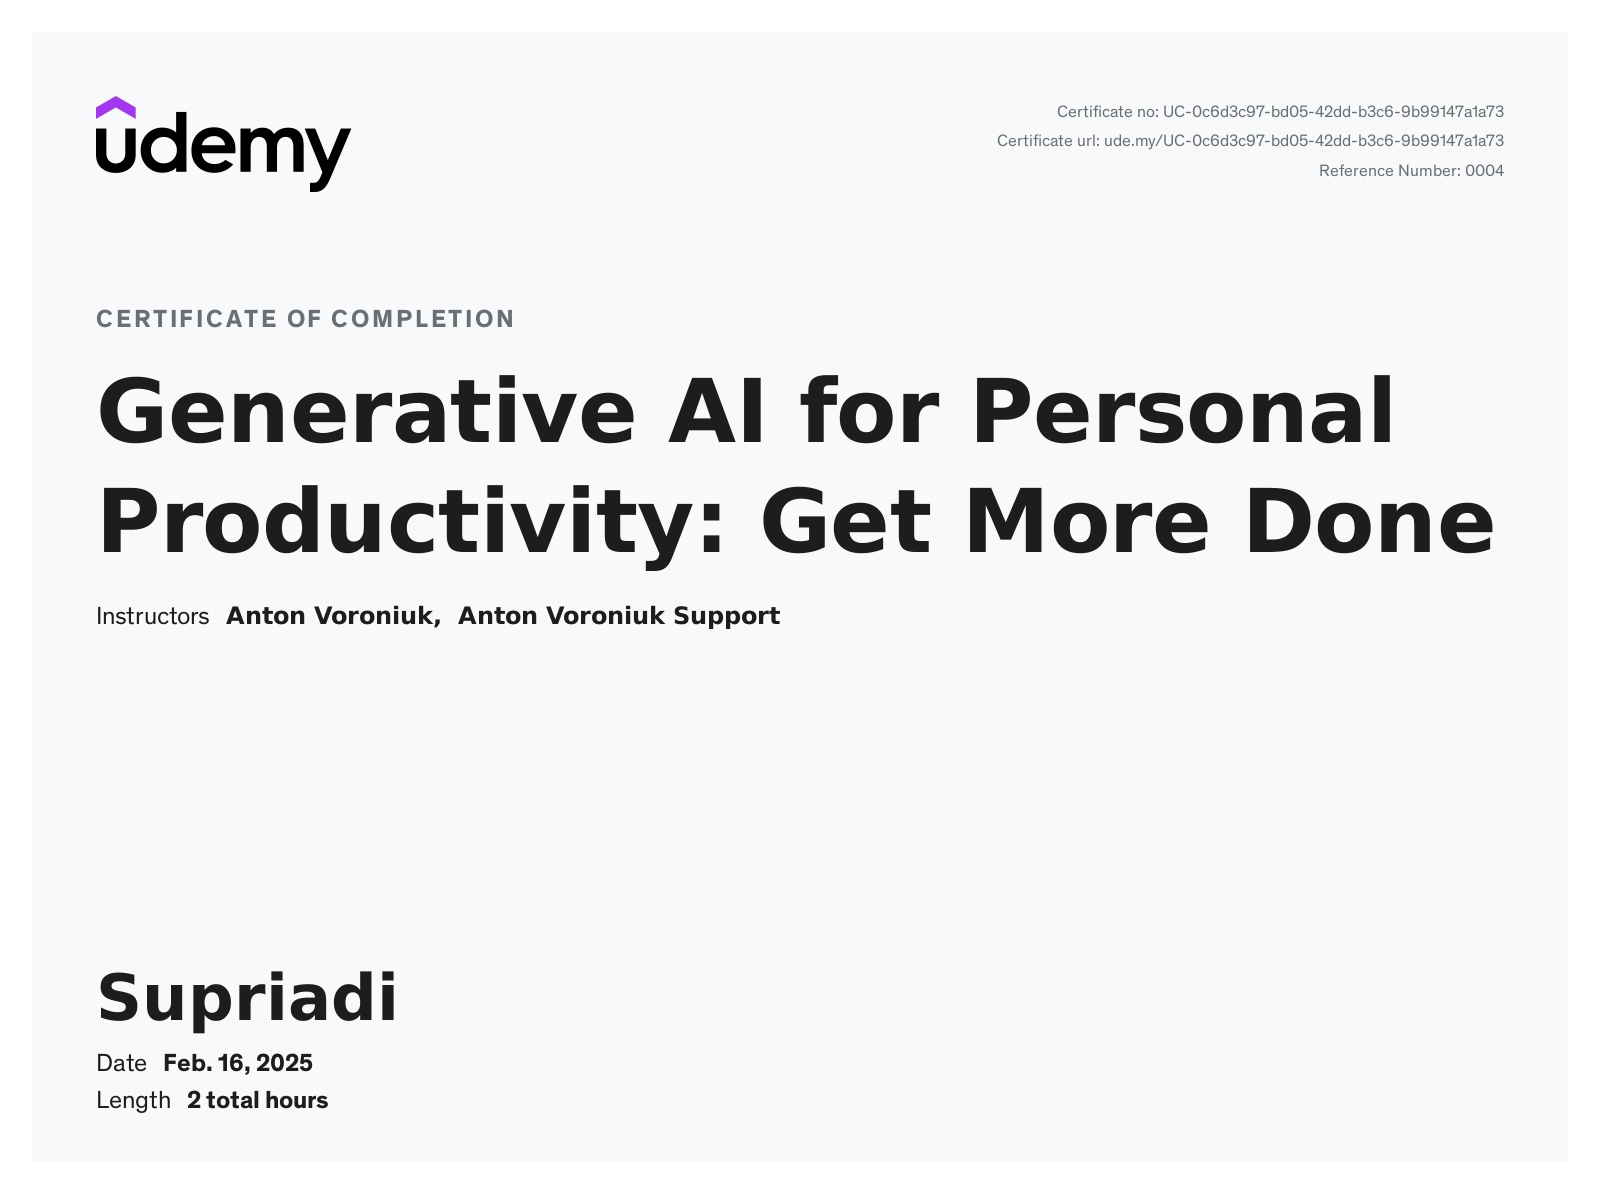 udemy
Certificate no: UC-0c6d3c97-bd05-42dd-b3c6-9b99147a1a73
Certificate url: ude.my/UC-0c6d3c97-bd05-42dd-b3c6-9b99147a1a73
Reference Number: 0004
CERTIFICATE OF COMPLETION
Generative AI for Personal
Productivity: Get More Done
Instructors Anton Voroniuk, Anton Voroniuk Support
Supriadi
Date Feb. 16, 2025
Length 2 total hours